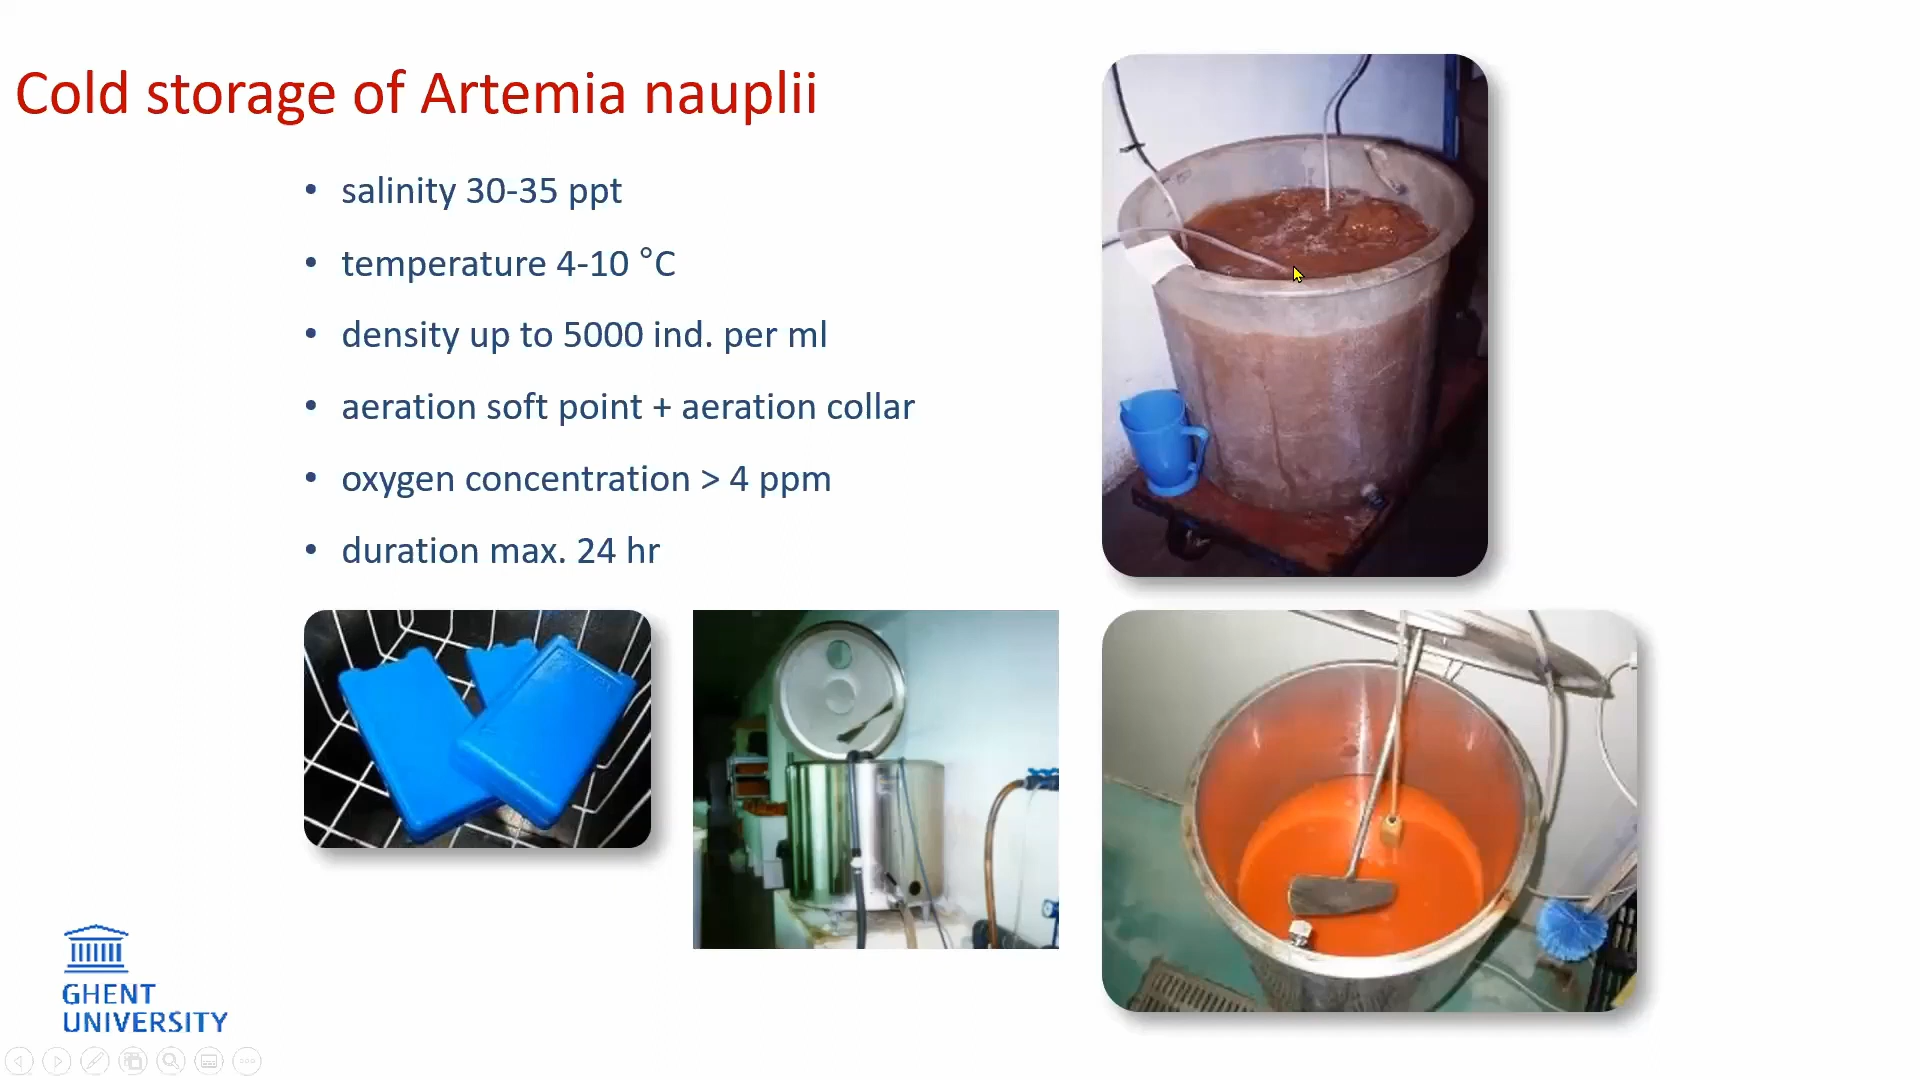 Cold storage of Artemia nauplii
• salinity 30-35 ppt
• temperature 4-10 °C
• density up to 5000 ind. per ml
• aeration soft point + aeration collar
• oxygen concentration > 4 ppm
• duration max. 24 hr
GHENT
UNIVERSITY